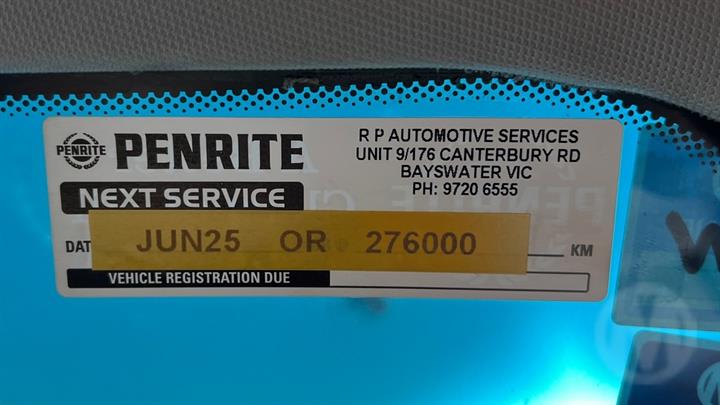 PENRITE
PENRITE
R P AUTOMOTIVE SERVICES
UNIT 9/176 CANTERBURY RD
BAYSWATER VIC
PH: 9720 6555
NEXT SERVICE
DAT JUN25 OR 276000 KM
VEHICLE REGISTRATION DUE